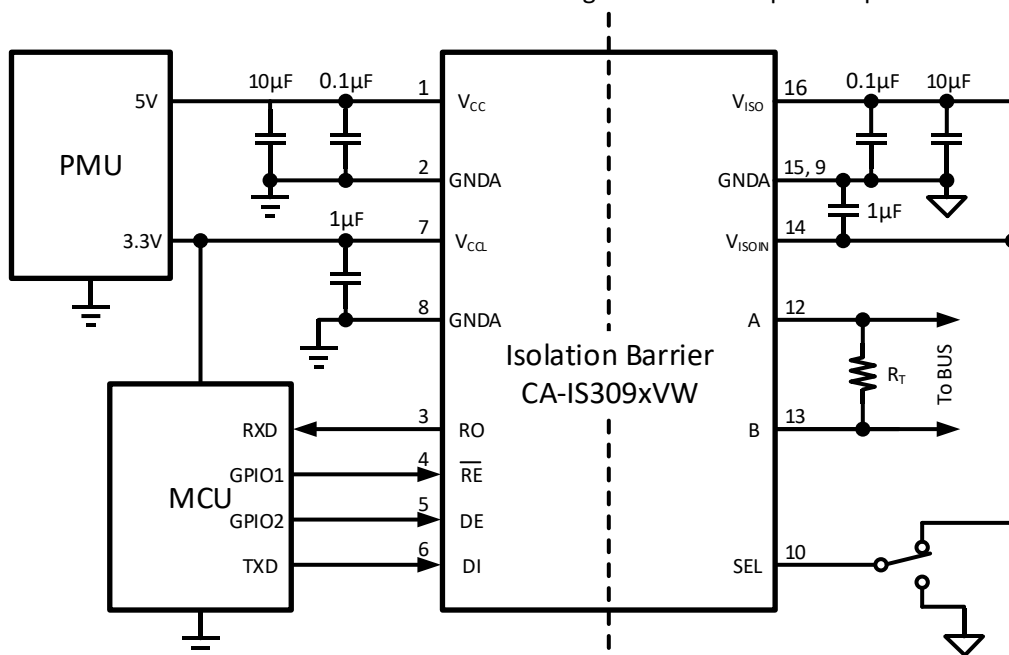 10µF
0.1µF
1
5V
VCC
PMU
2
GNDA
1µF
7
3.3V
VCCL
8
GNDA
16
VISO
0.1µF
10µF
15, 9
GNDA
1µF
14
VISOIN
12
A
RT
To BUS
13
B
Isolation Barrier
CA-IS309xVW
MCU
RXD
3
RO
GPIO1
4
RE
GPIO2
5
DE
TXD
6
DI
10
SEL